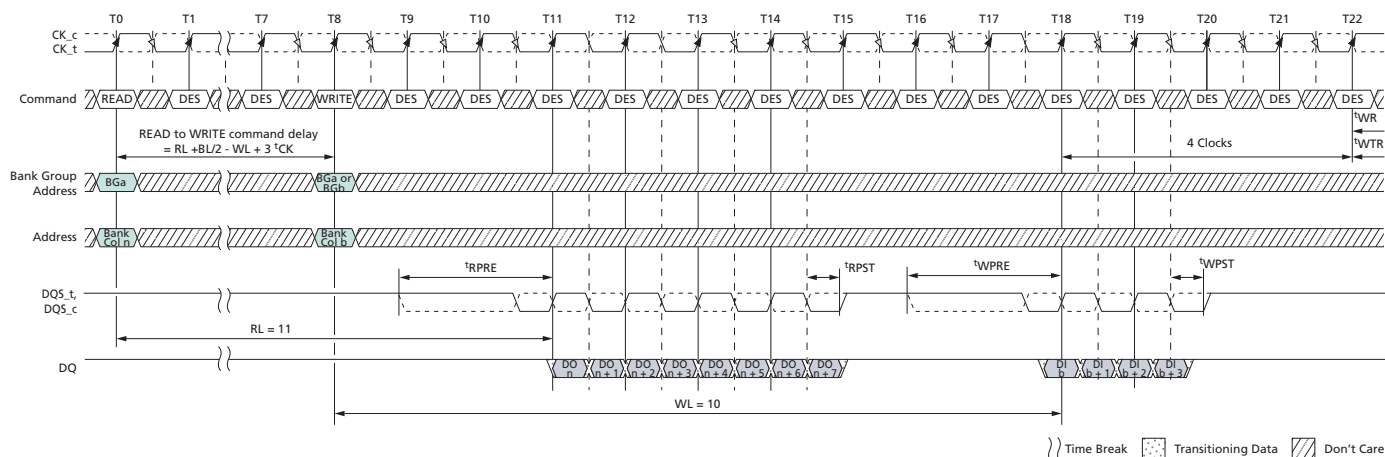 T0 T1 T7 T8 T9 T10 T11 T12 T13 T14 T15 T16 T17 T18 T19 T20 T21 T22
CK_c
CK_t
Command READ DES DES WRITE DES DES DES DES DES DES DES DES DES DES DES DES DES DES
tWR
READ to WRITE command delay
= RL +BL/2 - WL + 3 tCK
4 Clocks
tWTR
Bank Group
Address
BGa
BGa or
BGb
Address
Bank
Col n
Bank
Col b
tRPRE tRPST tWPRE tWPST
DQS_t,
DQS_c
RL = 11
DQ
DO
n
DO
n + 1
DO
n + 2
DO
n + 3
DO
n + 4
DO
n + 5
DO
n + 6
DO
n + 7
DI
b
DI
b + 1
DI
b + 2
DI
b + 3
WL = 10
Time Break Transitioning Data Don't Care